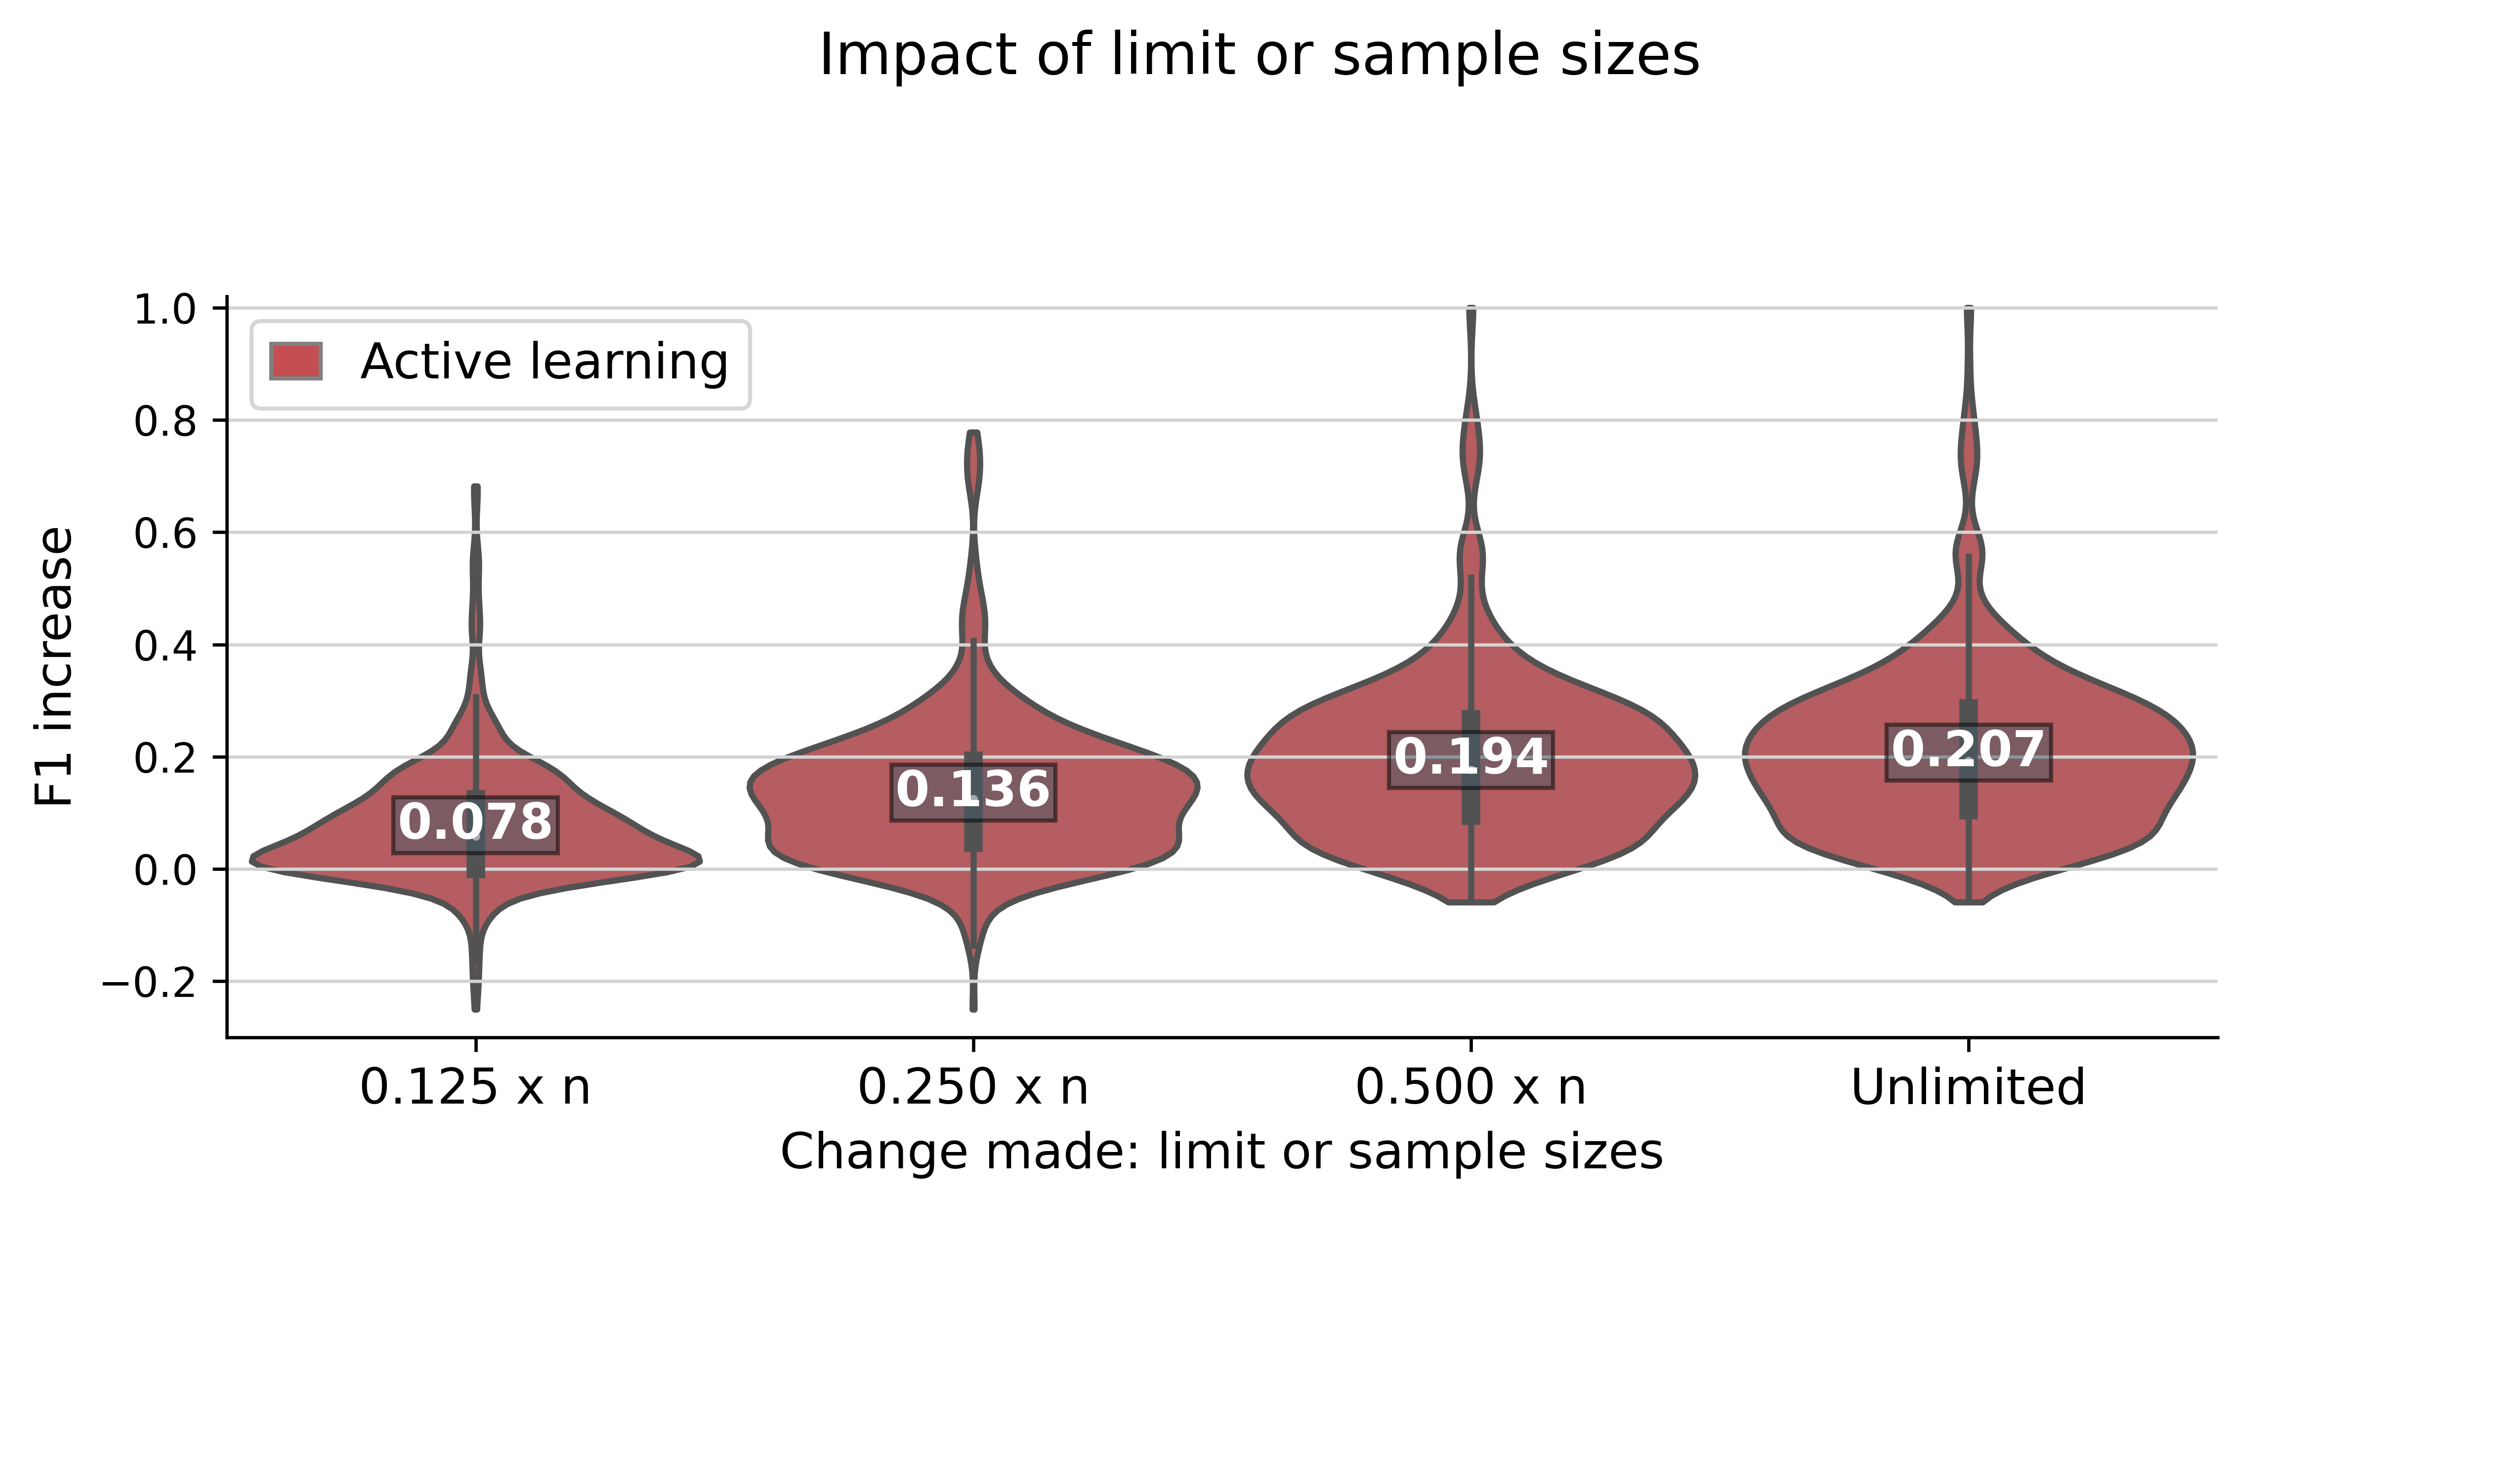 Impact of limit or sample sizes
1.0
0.8
0.6
0.4
0.2
0.0
−0.2
F1 increase
Active learning
0.078
0.136
0.194
0.207
0.125 x n
0.250 x n
0.500 x n
Unlimited
Change made: limit or sample sizes